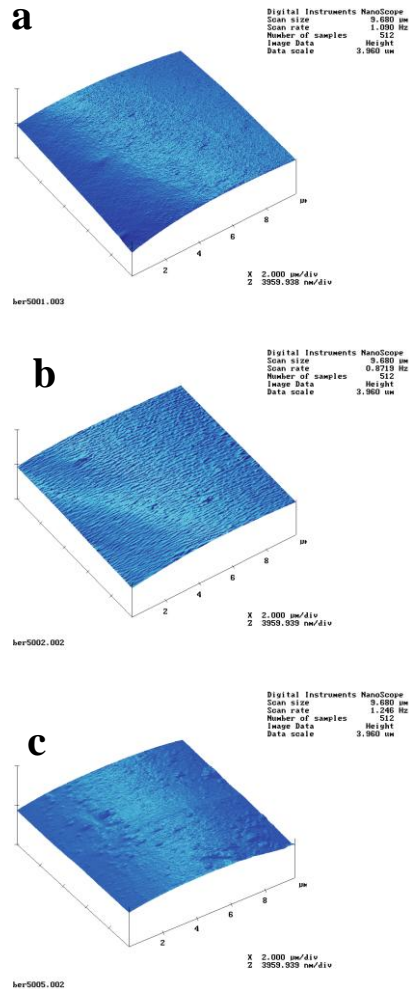 a
Digital Instruments NanoScope
Scan size 9.680 µm
Scan rate 1.090 Hz
Number of samples 512
Image Data Height
Data scale 3.960 um
µm
8
6
4
2
X 2.000 µm/div
Z 3959.938 nm/div
her5001.003
b
Digital Instruments NanoScope
Scan size 9.680 µm
Scan rate 0.8719 Hz
Number of samples 512
Image Data Height
Data scale 3.960 um
µm
8
6
4
2
X 2.000 µm/div
Z 3959.939 nm/div
her5002.002
c
Digital Instruments NanoScope
Scan size 9.680 µm
Scan rate 1.246 Hz
Number of samples 512
Image Data Height
Data scale 3.960 um
µm
8
6
4
2
X 2.000 µm/div
Z 3959.939 nm/div
her5005.002